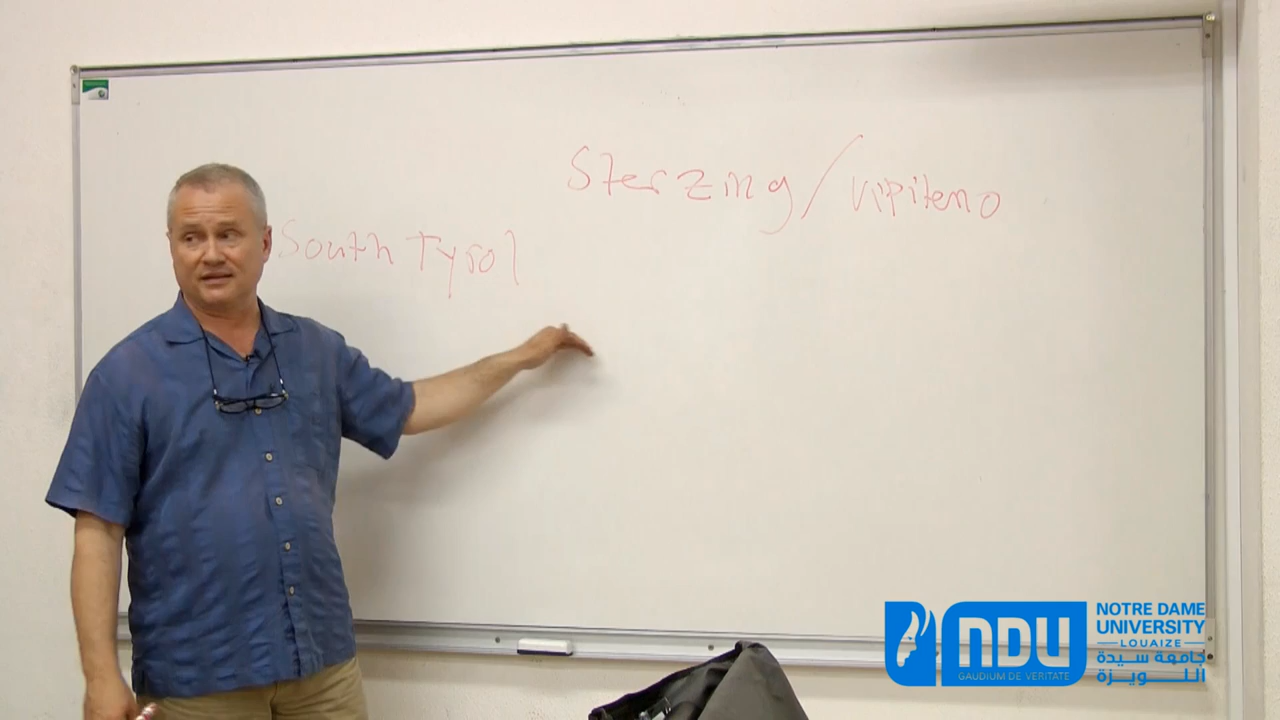 Sterzing / Vipiteno
South Tyrol
NDU
GAUDIUM DE VERITATE
NOTRE DAME
UNIVERSITY
LOUAIZE
جامعة سيدة
اللويزة